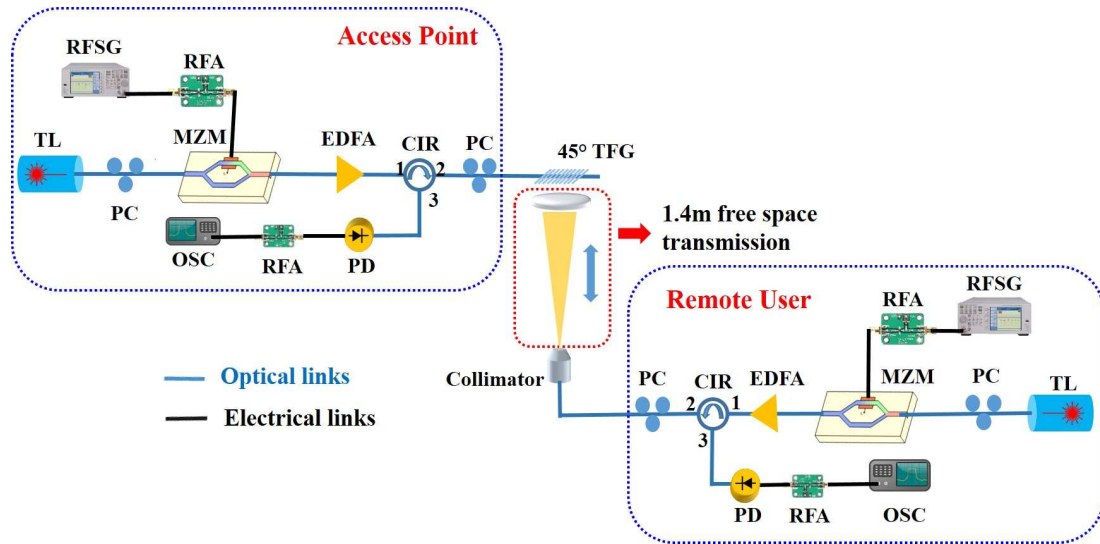 Access Point
RFSG
RFA
TL
MZM
EDFA
CIR
PC
1
2
3
PC
OSC
RFA
PD
45° TFG
1.4m free space
transmission
Remote User
RFSG
RFA
Collimator
PC
CIR
EDFA
MZM
PC
TL
2
1
3
PD
RFA
OSC
Optical links
Electrical links